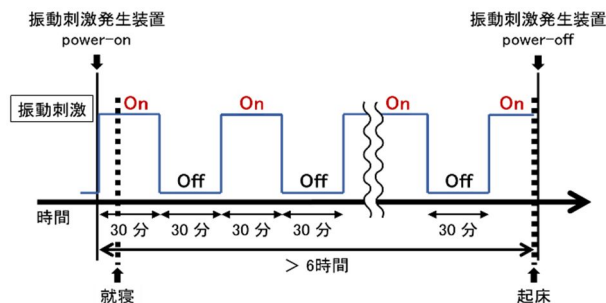 振動刺激発生装置
power-on
振動刺激発生装置
power-off
On
On
On
On
振動刺激
Off
Off
Off
時間
30 分
30 分
30 分
30 分
30 分
＞ 6時間
就寝
起床